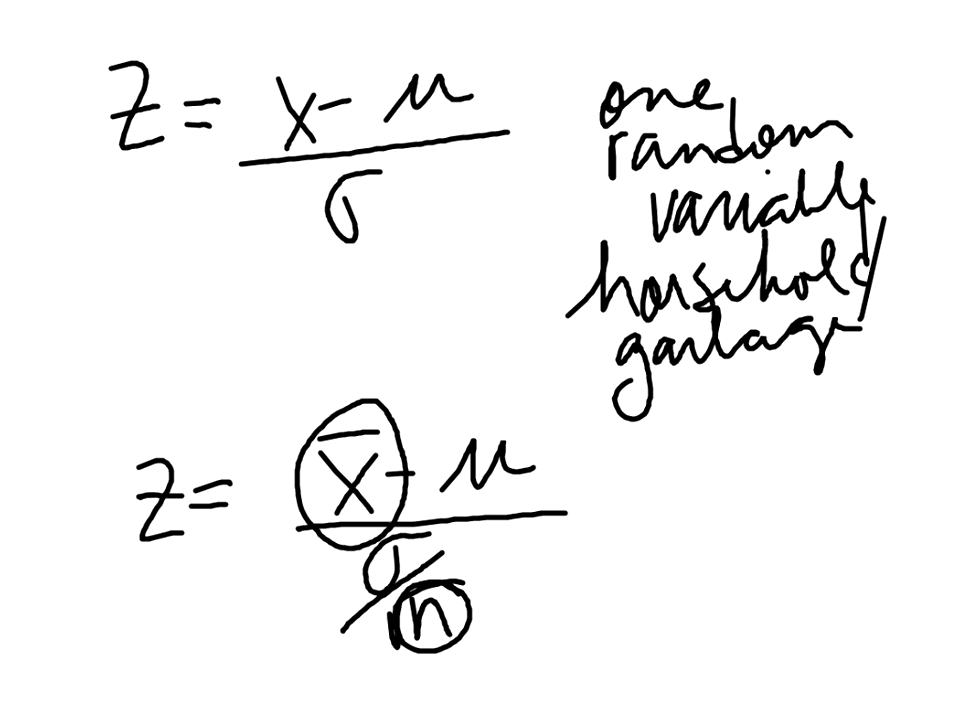 Z = x - μ
σ
one
random
variable
household
garbage
Z = x̄ - μ
σ/√n